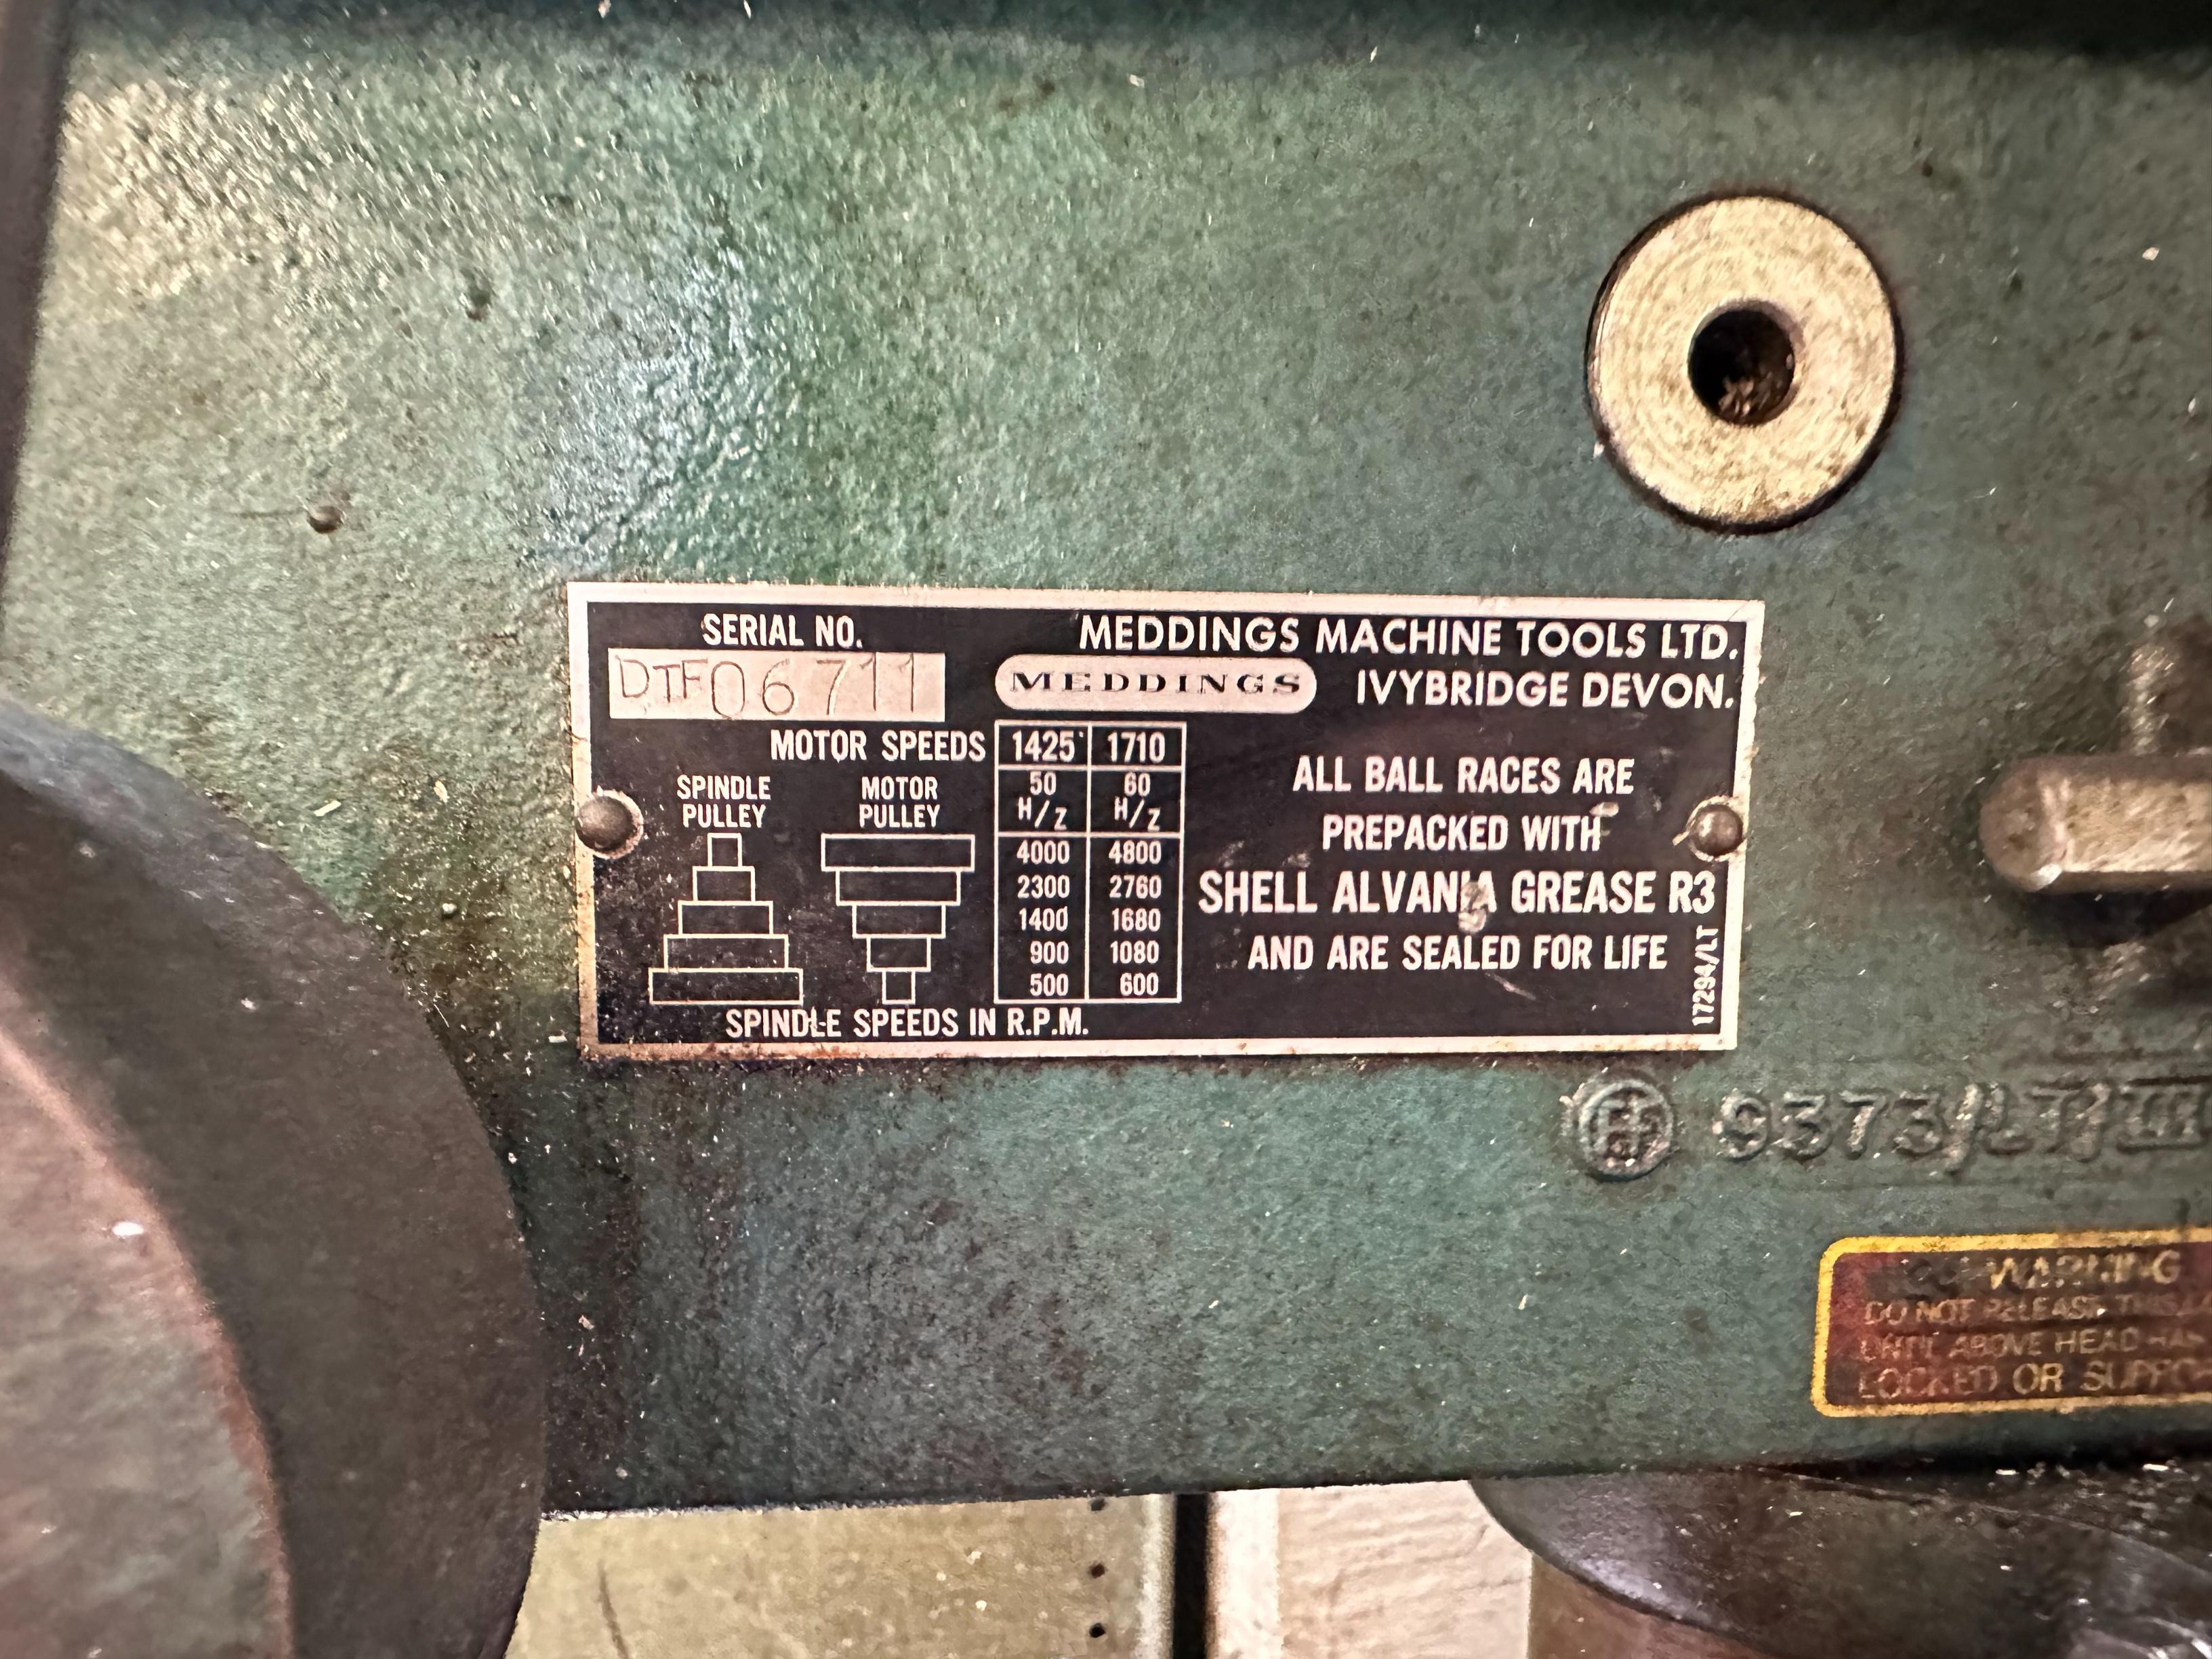 SERIAL NO.
DTF06711
MEDDINGS MACHINE TOOLS LTD.
MEDDINGS
IVYBRIDGE DEVON.
MOTOR SPEEDS 1425 1710
SPINDLE PULLEY
MOTOR PULLEY
50 H/Z 60 H/Z
4000 4800
2300 2760
1400 1680
900 1080
500 600
SPINDLE SPEEDS IN R.P.M.
ALL BALL RACES ARE
PREPACKED WITH
SHELL ALVANIA GREASE R3
AND ARE SEALED FOR LIFE
17294/LT
9373/LT/
WARNING
DO NOT RELEASE THIS
UNTIL ABOVE HEAD
LOCKED OR